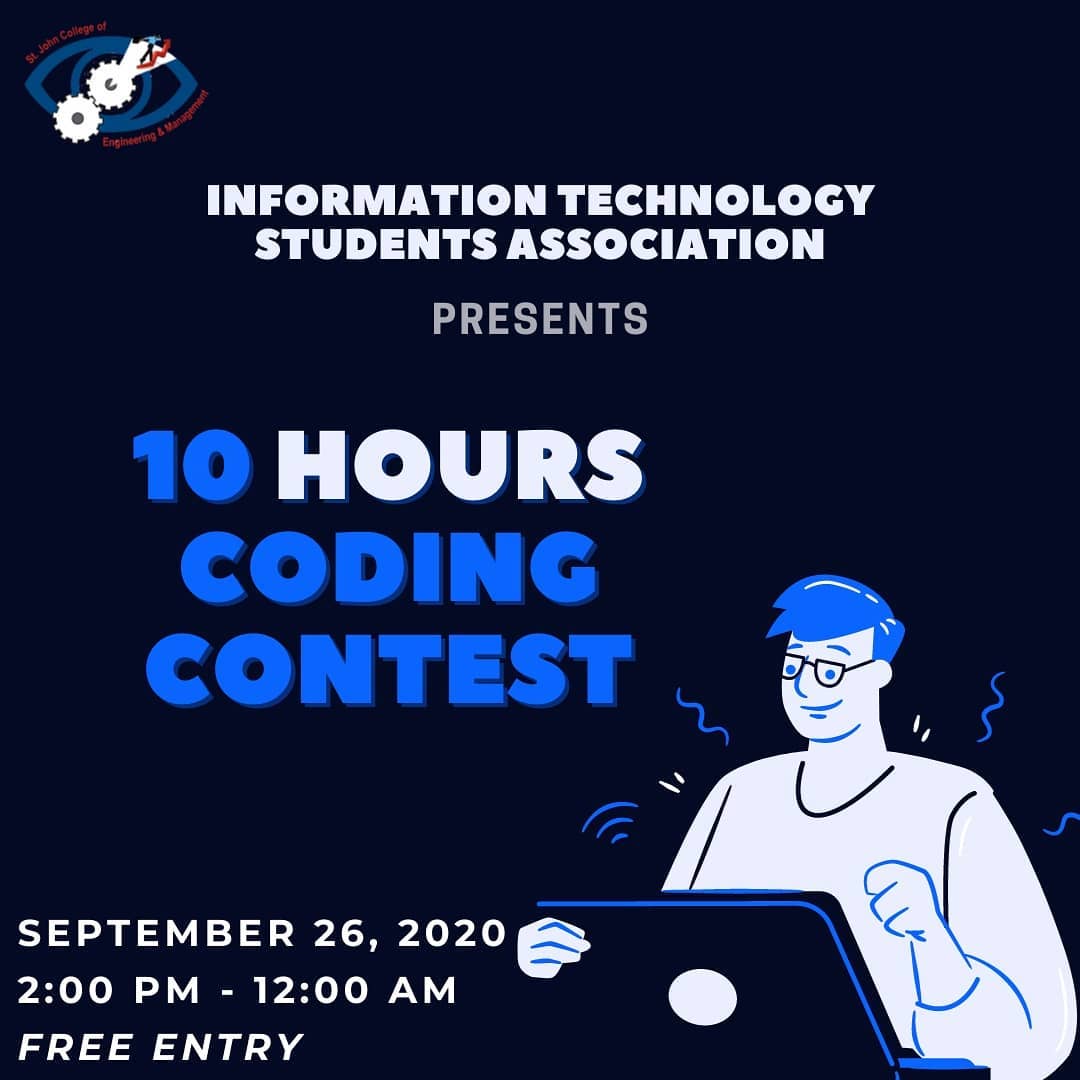 St. John College of
Engineering & Management
INFORMATION TECHNOLOGY
STUDENTS ASSOCIATION
PRESENTS
10 HOURS
CODING
CONTEST
SEPTEMBER 26, 2020
2:00 PM - 12:00 AM
FREE ENTRY